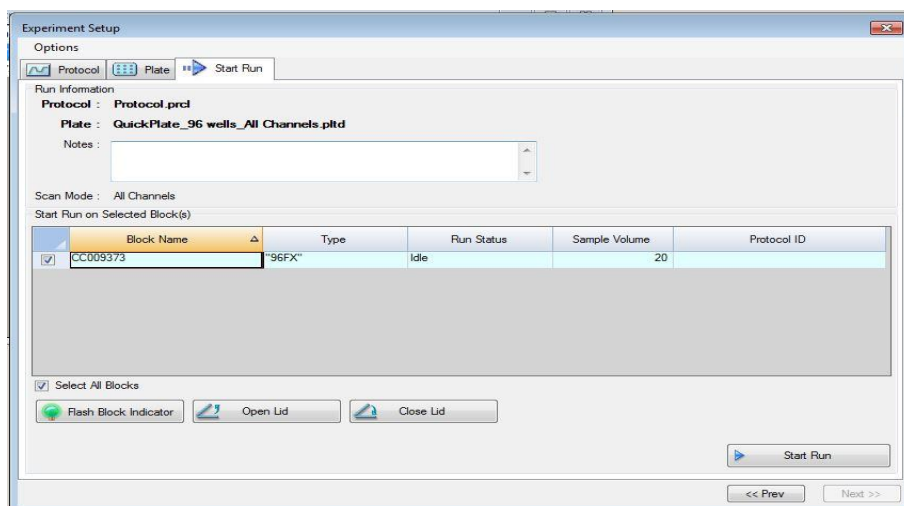 Experiment Setup
Options
Protocol Plate Start Run
Run Information
Protocol : Protocol.prcl
Plate : QuickPlate_96 wells_All Channels.pltd
Notes :
Scan Mode : All Channels
Start Run on Selected Block(s)
Block Name Type Run Status Sample Volume Protocol ID
CC009373 "96FX" Idle 20
Select All Blocks
Flash Block Indicator Open Lid Close Lid
Start Run
<< Prev Next >>